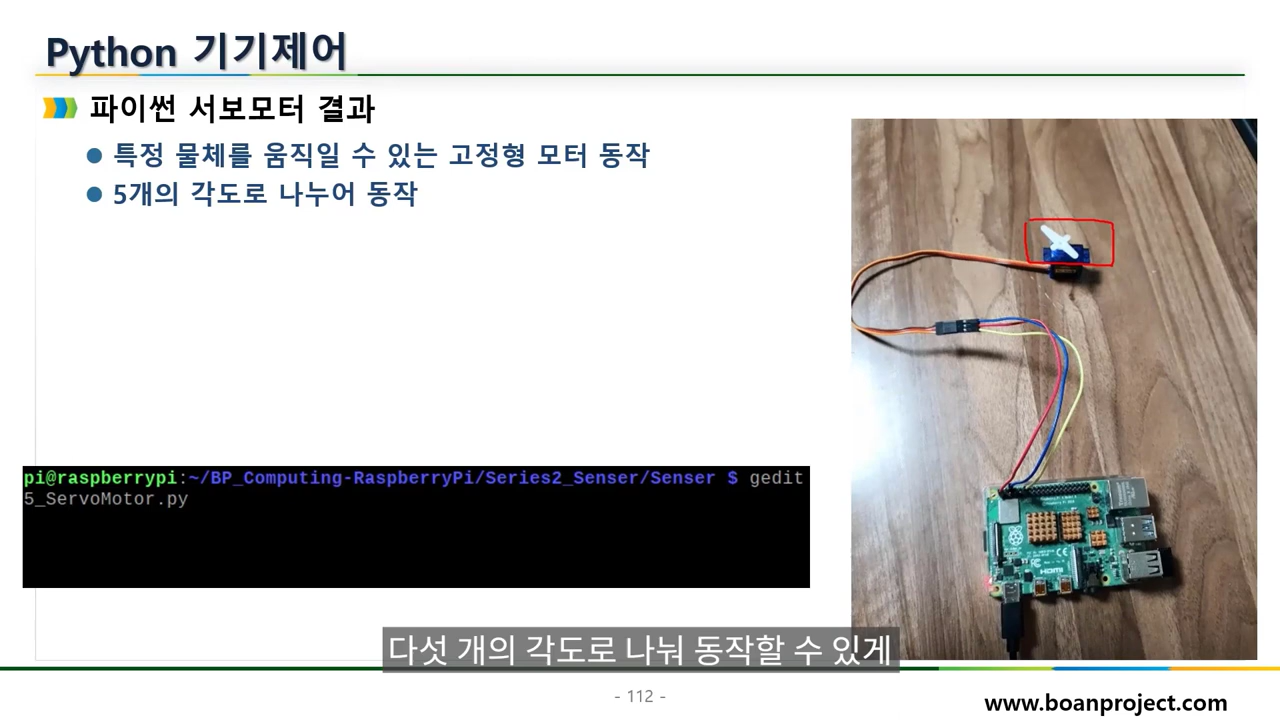 Python 기기제어
파이썬 서보모터 결과
특정 물체를 움직일 수 있는 고정형 모터 동작
5개의 각도로 나누어 동작
pi@raspberrypi:~/BP_Computing-RaspberryPi/Series2_Senser/Senser $ gedit
5_ServoMotor.py
HDMI
다섯 개의 각도로 나눠 동작할 수 있게
- 112 -
www.boanproject.com